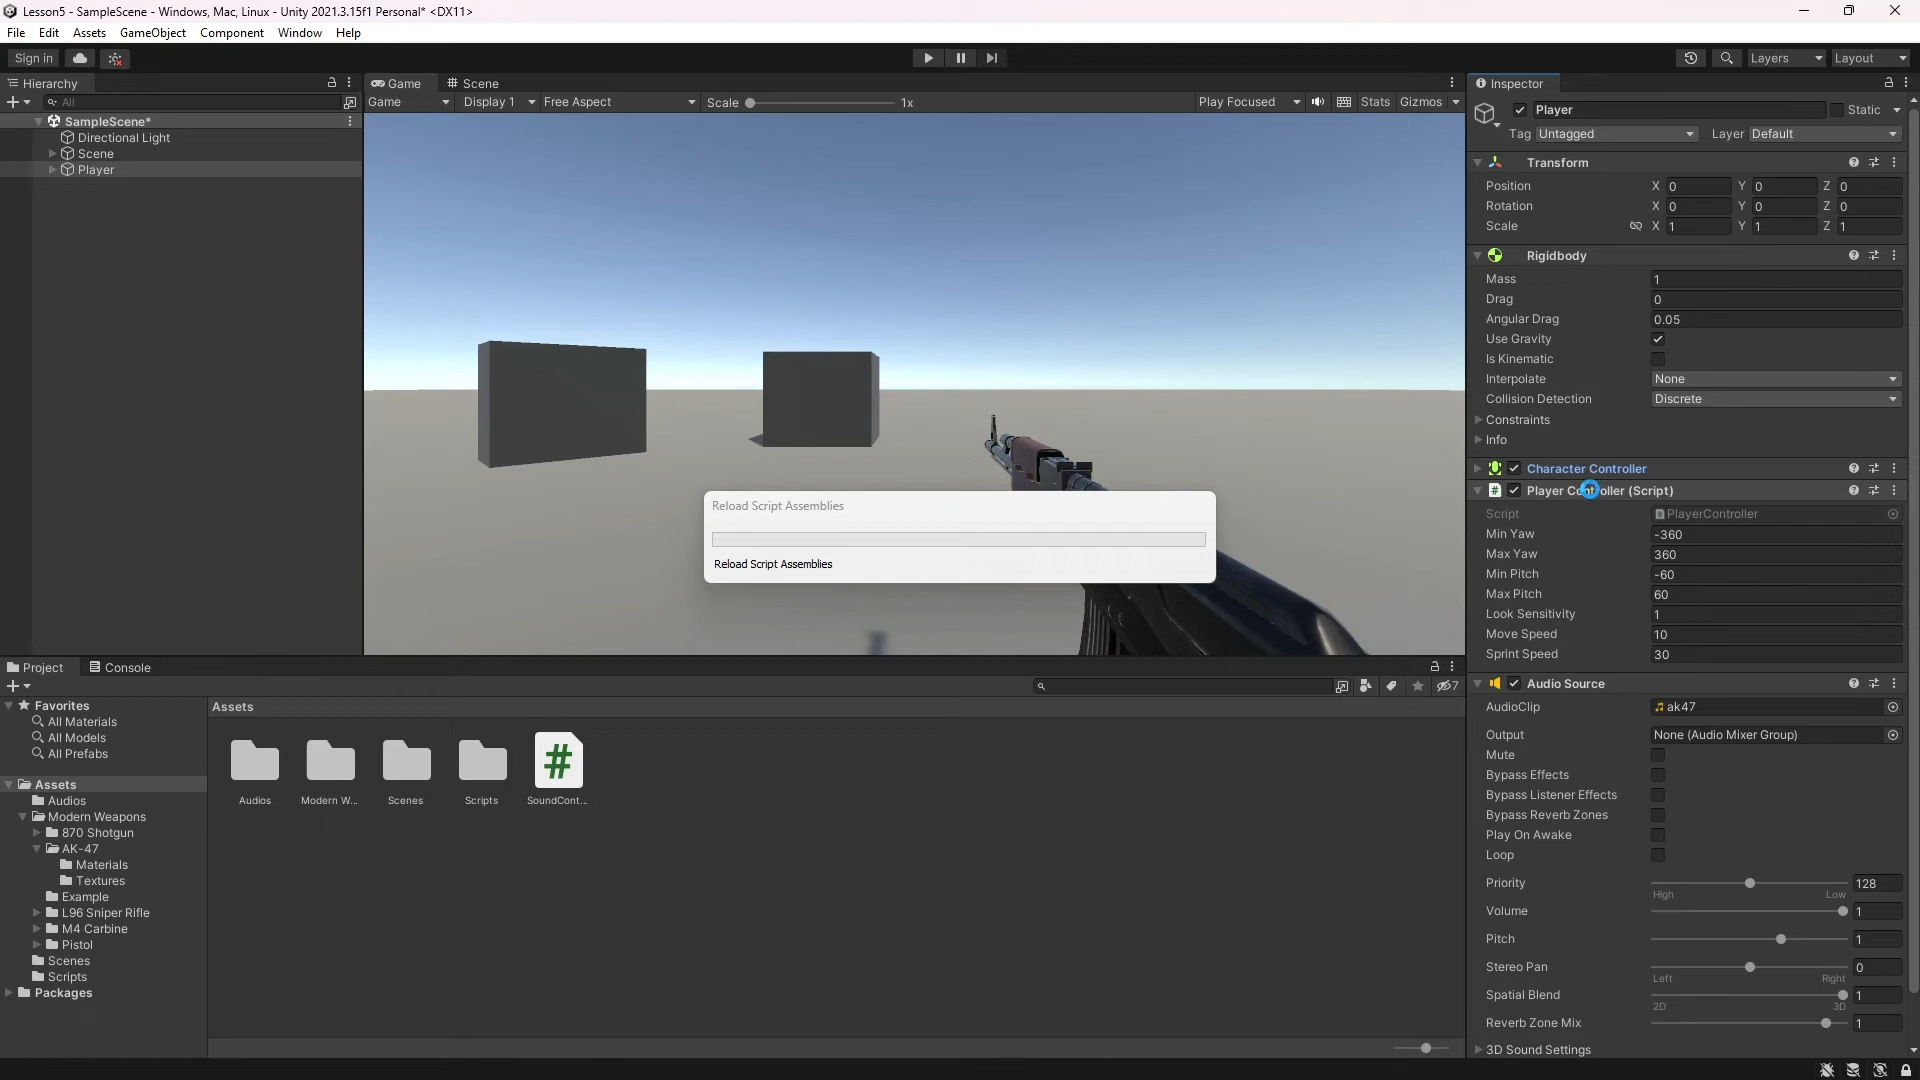 Lesson5 - SampleScene - Windows, Mac, Linux - Unity 2021.3.15f1 Personal* <DX11>
File Edit Assets GameObject Component Window Help
Sign in
Layers Layout
Hierarchy
All
SampleScene*
Directional Light
Scene
Player
Game Scene
Game Display 1 Free Aspect Scale 1x Play Focused Stats Gizmos
Reload Script Assemblies
Reload Script Assemblies
Inspector
Player Static
Tag Untagged Layer Default
Transform
Position X 0 Y 0 Z 0
Rotation X 0 Y 0 Z 0
Scale X 1 Y 1 Z 1
Rigidbody
Mass 1
Drag 0
Angular Drag 0.05
Use Gravity
Is Kinematic
Interpolate None
Collision Detection Discrete
Constraints
Info
Character Controller
# Player Controller (Script)
Script PlayerController
Min Yaw -360
Max Yaw 360
Min Pitch -60
Max Pitch 60
Look Sensitivity 1
Move Speed 10
Sprint Speed 30
Audio Source
AudioClip ak47
Output None (Audio Mixer Group)
Mute
Bypass Effects
Bypass Listener Effects
Bypass Reverb Zones
Play On Awake
Loop
Priority 128
High Low
Volume 1
Pitch 1
Stereo Pan 0
Left Right
Spatial Blend 1
2D 3D
Reverb Zone Mix 1
3D Sound Settings
Project Console
7
Favorites
All Materials
All Models
All Prefabs
Assets
Audios
Modern Weapons
870 Shotgun
AK-47
Materials
Textures
Example
L96 Sniper Rifle
M4 Carbine
Pistol
Scenes
Scripts
Packages
Assets
#
Audios Modern W... Scenes Scripts SoundCont...